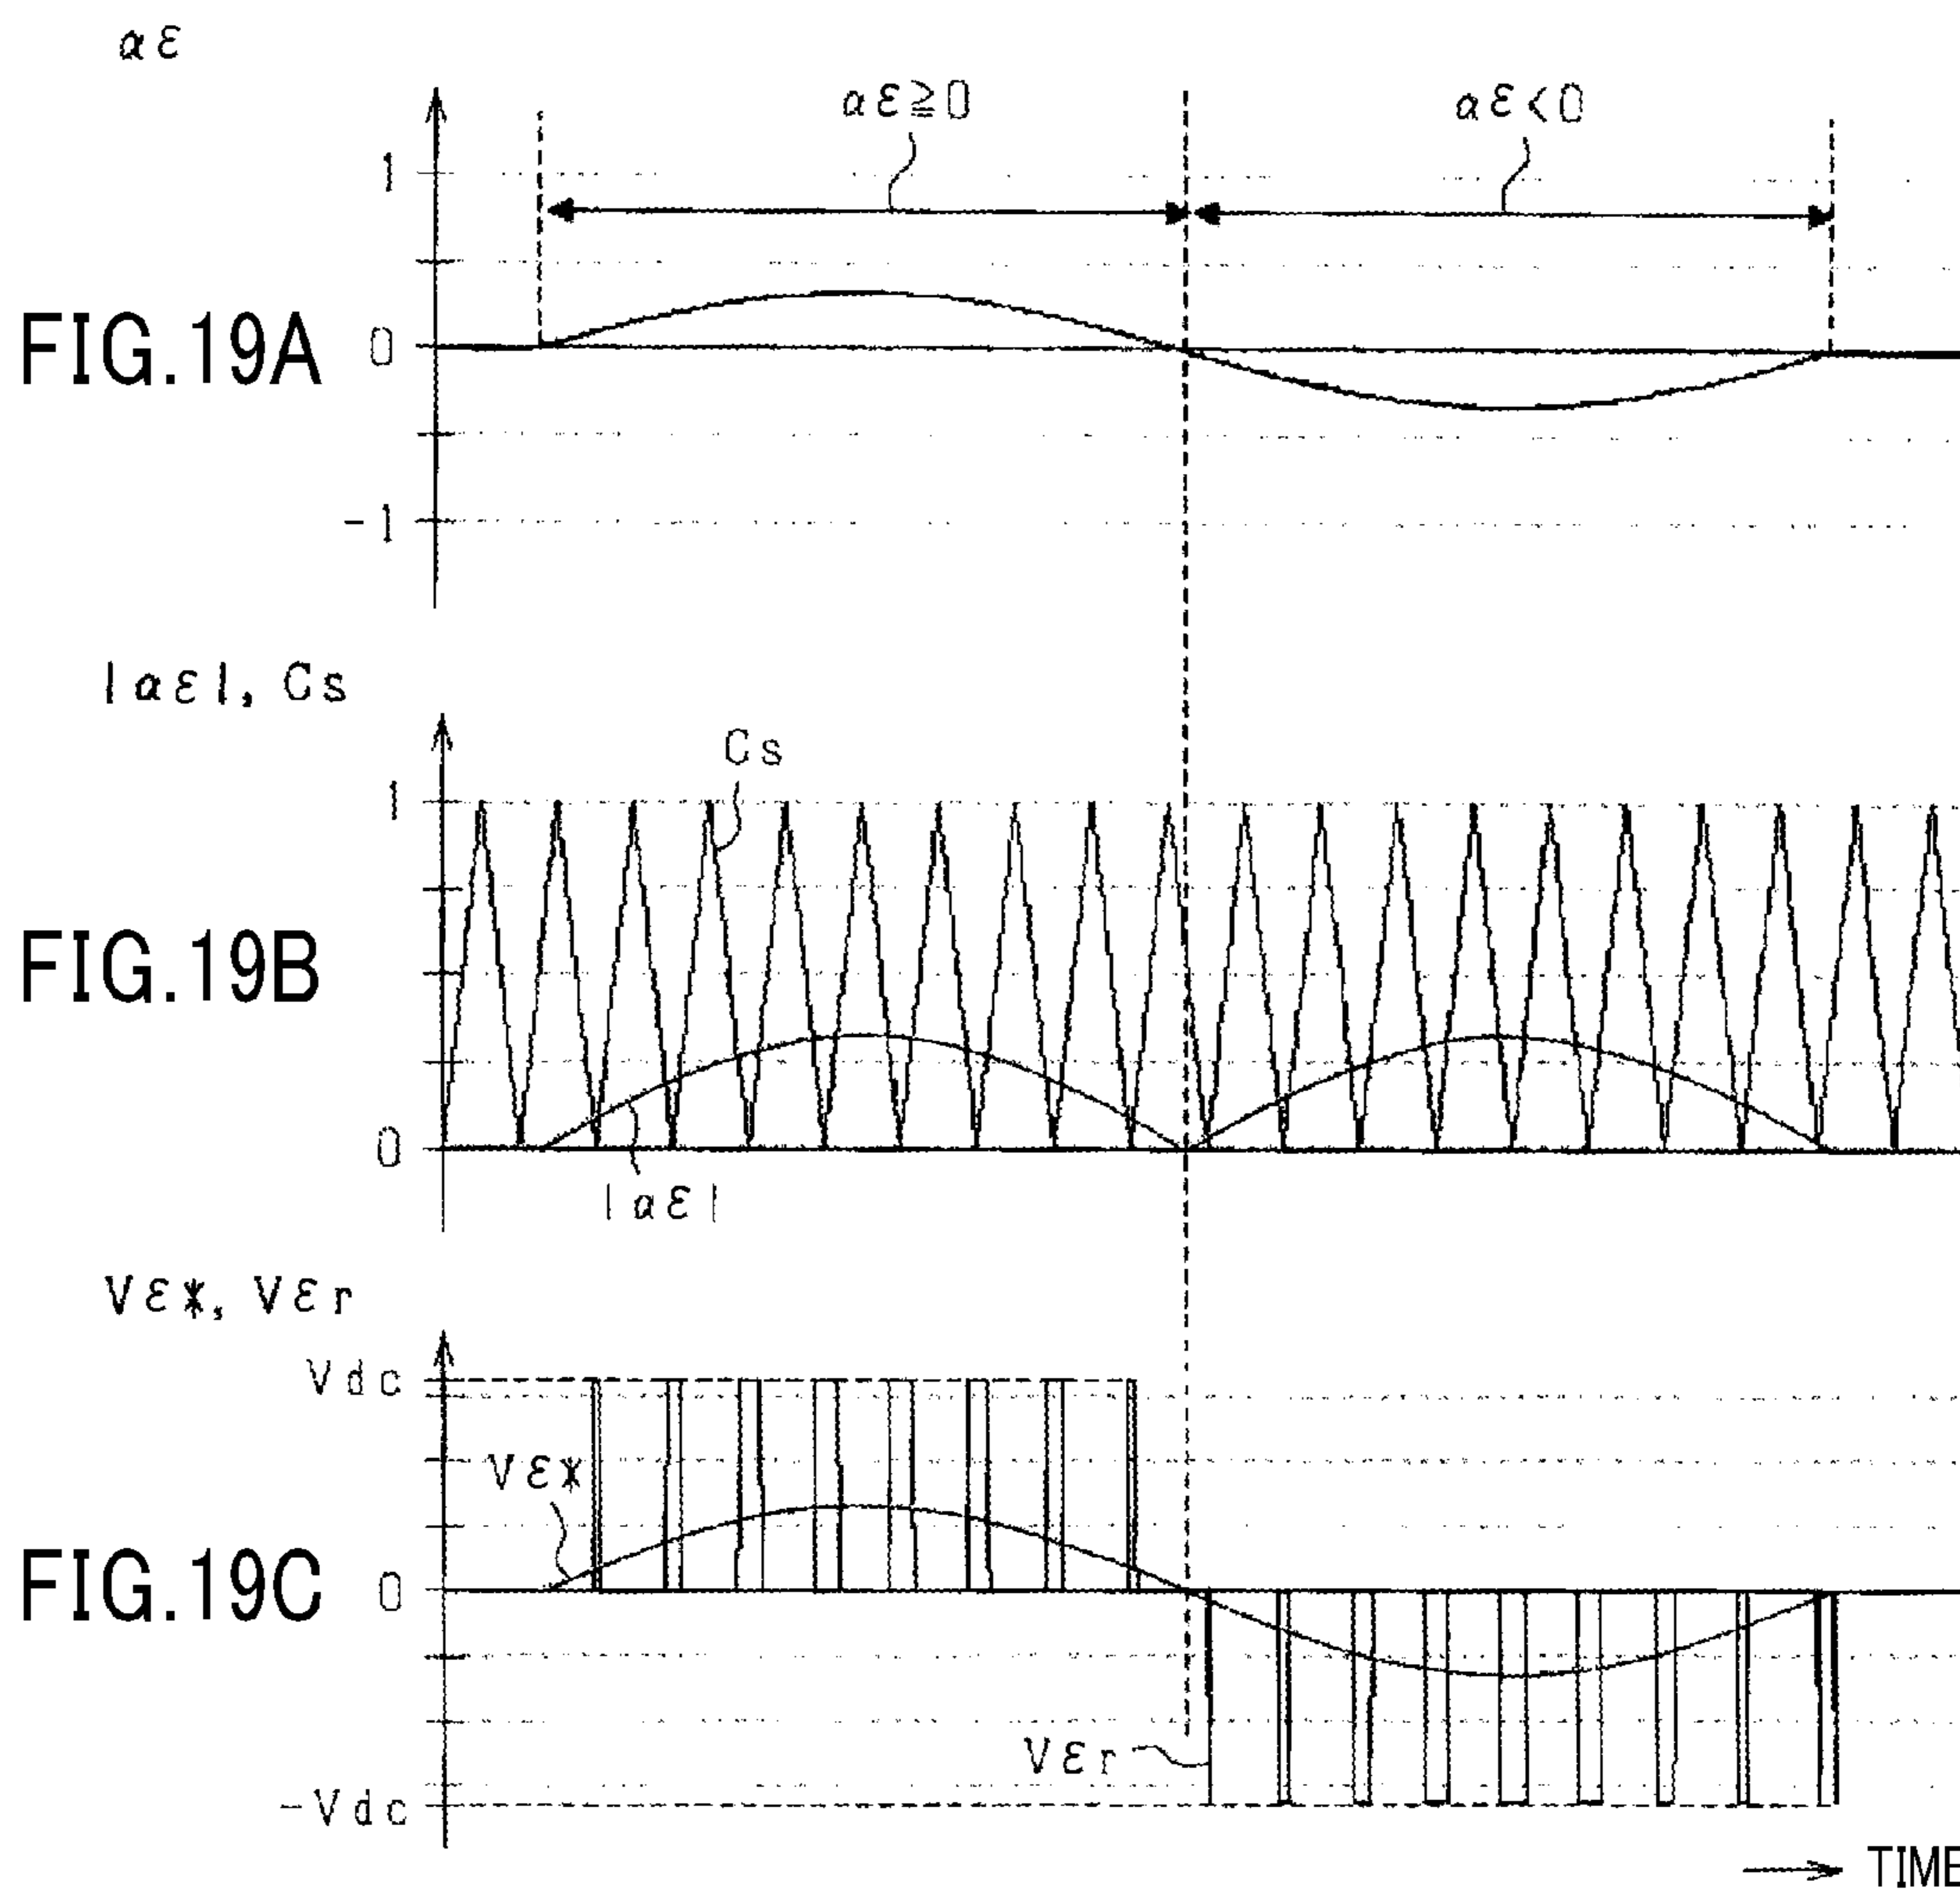 αε
αε≧0
αε<0
1
FIG.19A
0
-1
|αε|, Cs
Cs
1
FIG.19B
0
|αε|
Vε*, Vεr
Vdc
Vε*
FIG.19C
0
Vεr
-Vdc
TIME